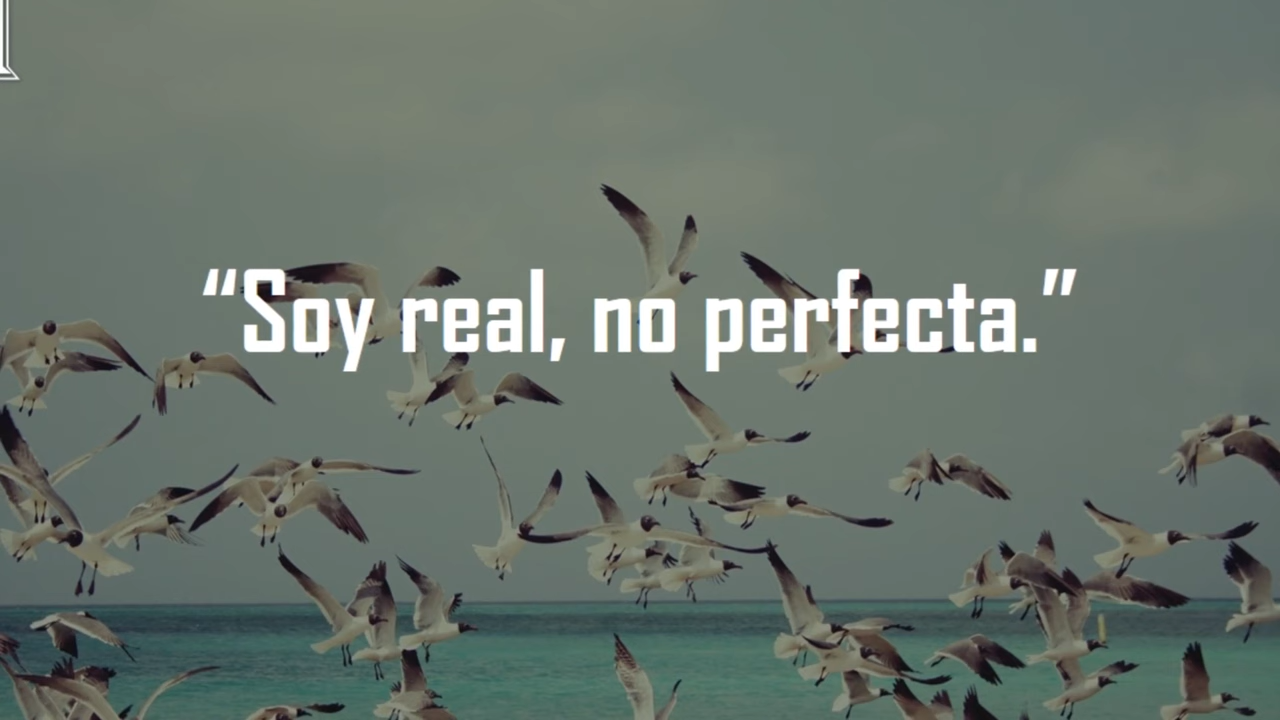 “Soy real, no perfecta.”